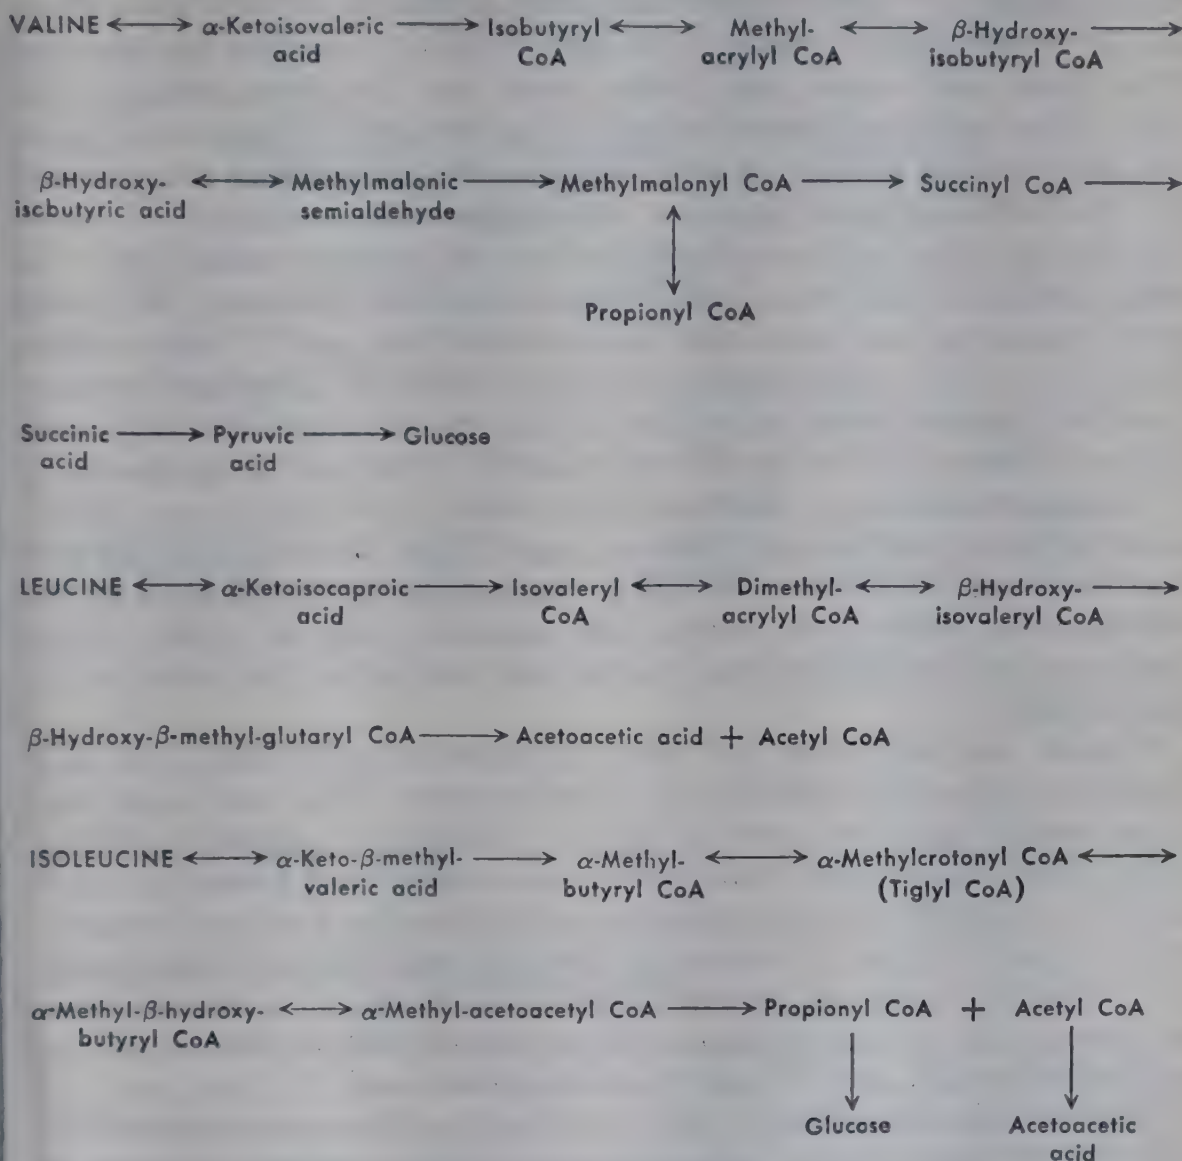 VALINE ⟷ α-Ketoisovaleric ⟶ Isobutyryl ⟷ Methyl- ⟷ β-Hydroxy- ⟶
acid CoA acrylyl CoA isobutyryl CoA
β-Hydroxy- ⟷ Methylmalonic ⟶ Methylmalonyl CoA ⟶ Succinyl CoA ⟶
iscbutyric acid semialdehyde
Propionyl CoA
Succinic ⟶ Pyruvic ⟶ Glucose
acid acid
LEUCINE ⟷ α-Ketoisocaproic ⟶ Isovaleryl ⟷ Dimethyl- ⟷ β-Hydroxy- ⟶
acid CoA acrylyl CoA isovaleryl CoA
β-Hydroxy-β-methyl-glutaryl CoA ⟶ Acetoacetic acid + Acetyl CoA
ISOLEUCINE ⟷ α-Keto-β-methyl- ⟶ α-Methyl- ⟷ α-Methylcrotonyl CoA ⟷
valeric acid butyryl CoA (Tiglyl CoA)
α-Methyl-β-hydroxy- ⟷ α-Methyl-acetoacetyl CoA ⟶ Propionyl CoA + Acetyl CoA
butyryl CoA
Glucose Acetoacetic
acid